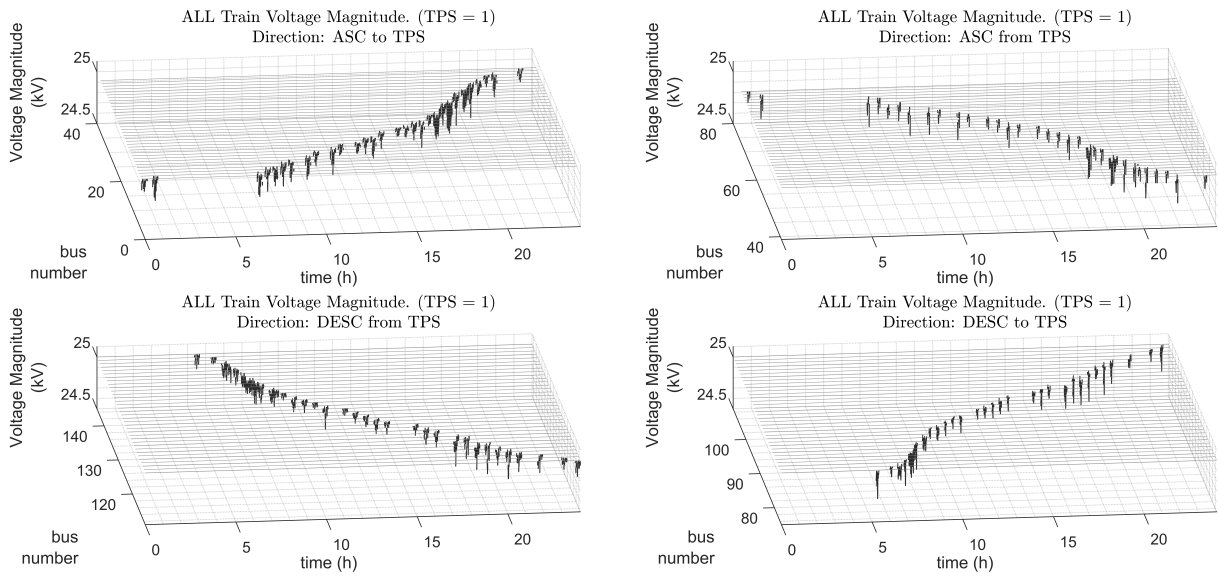 ALL Train Voltage Magnitude. (TPS = 1)
Direction: ASC to TPS
Voltage Magnitude
(kV)
25
24.5
40
20
0
bus
number
0 5 10 15 20
time (h)
ALL Train Voltage Magnitude. (TPS = 1)
Direction: ASC from TPS
Voltage Magnitude
(kV)
25
24.5
80
60
40
bus
number
0 5 10 15 20
time (h)
ALL Train Voltage Magnitude. (TPS = 1)
Direction: DESC from TPS
Voltage Magnitude
(kV)
25
24.5
140
130
120
bus
number
0 5 10 15 20
time (h)
ALL Train Voltage Magnitude. (TPS = 1)
Direction: DESC to TPS
Voltage Magnitude
(kV)
25
24.5
100
90
80
bus
number
0 5 10 15 20
time (h)